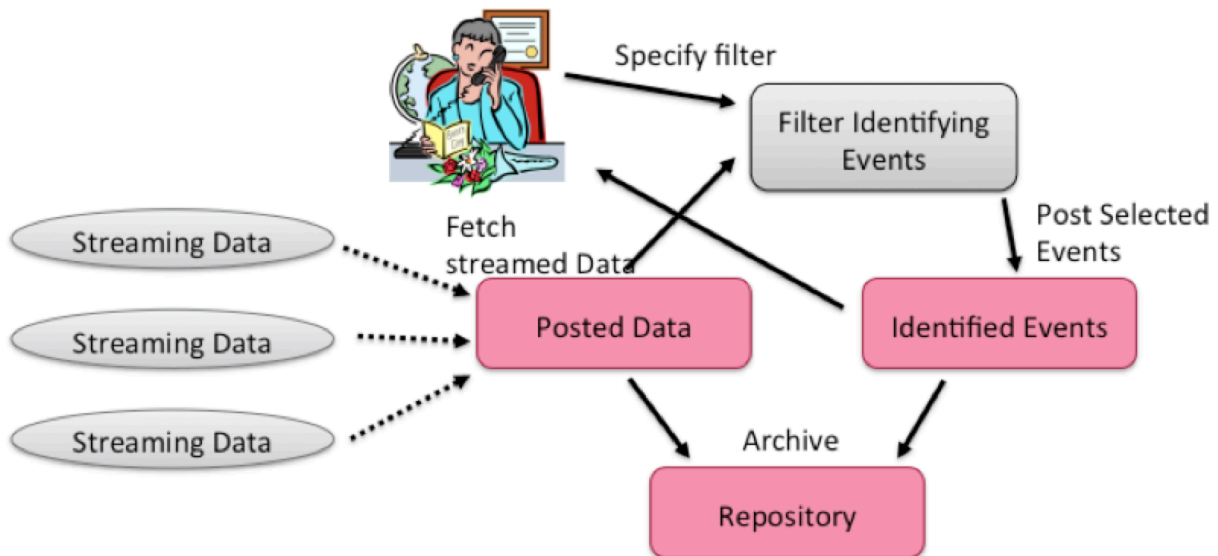 Specify filter
Filter Identifying
Events
Post Selected
Events
Fetch
streamed Data
Streaming Data
Streaming Data
Streaming Data
Posted Data
Identified Events
Archive
Repository